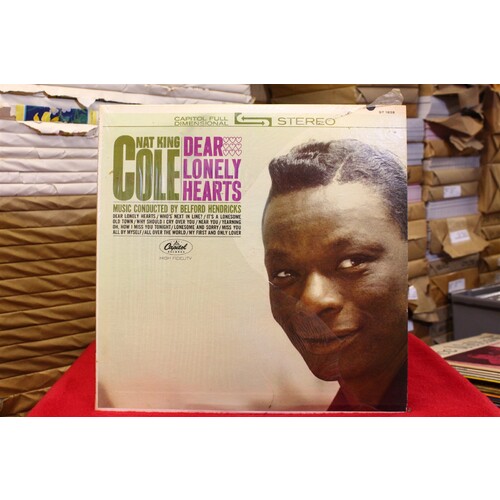 CAPITOL FULL
DIMENSIONAL STEREO
NAT KING
COLE
DEAR
LONELY
HEARTS
MUSIC CONDUCTED BY BELFORD HENDRICKS
DEAR LONELY HEARTS / WHO'S NEXT IN LINE? / IT'S A LONESOME
OLD TOWN / WHY SHOULD I CRY OVER YOU / NEAR YOU / YEARNING
OH, HOW I MISS YOU TONIGHT / LONESOME AND SORRY / MISS YOU
ALL BY MYSELF / ALL OVER THE WORLD / MY FIRST AND ONLY LOVER
Capitol
RECORDS
HIGH FIDELITY